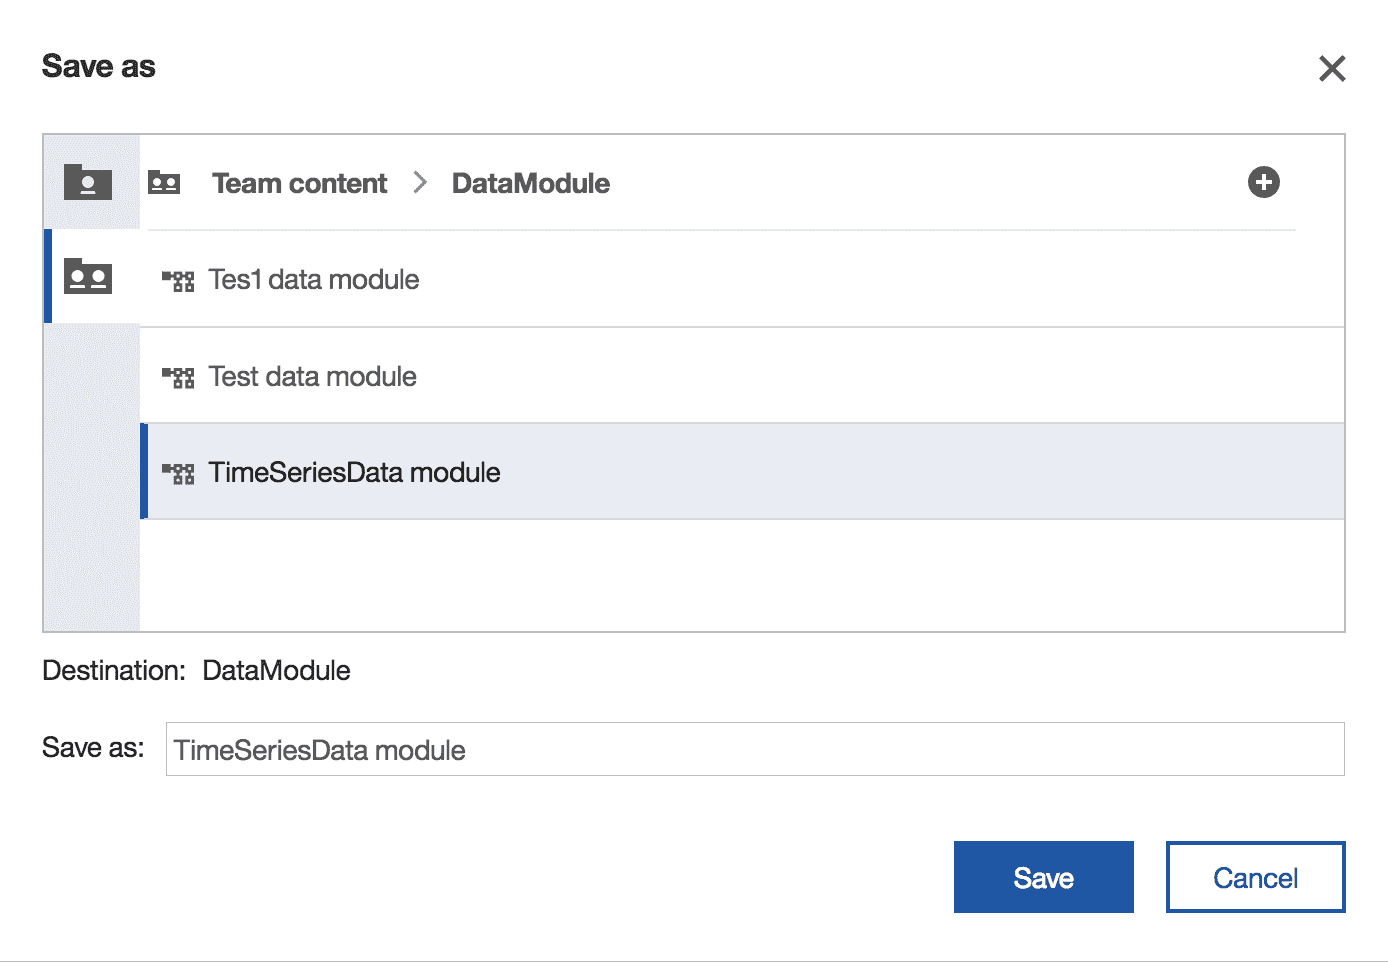 Save as
Team content > DataModule
Tes1 data module
Test data module
TimeSeriesData module
Destination: DataModule
Save as: TimeSeriesData module
Save Cancel